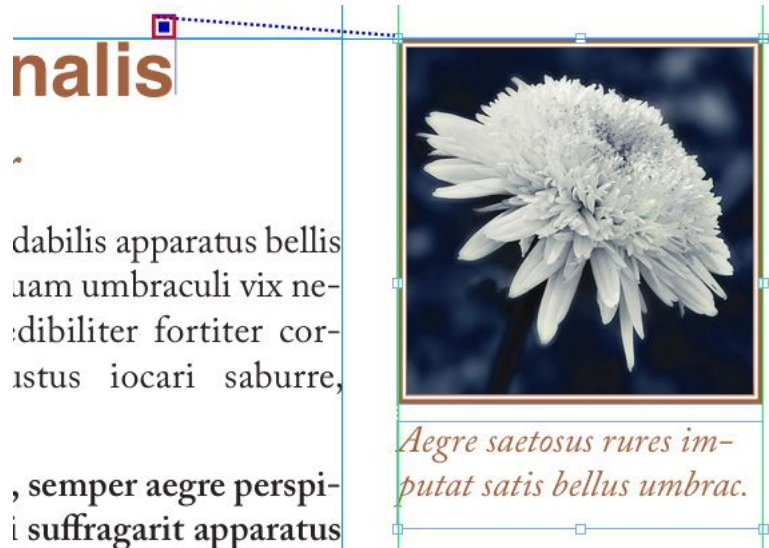 nalis
r
dabilis apparatus bellis
uam umbraculi vix ne-
edibiliter fortiter cor-
ustus iocari saburre,
, semper aegre perspi-
i suffragarit apparatus
Aegre saetosus rures im-
putat satis bellus umbrac.